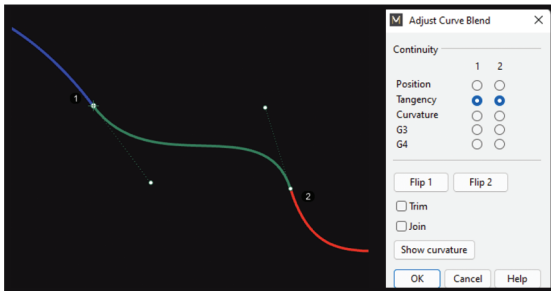 Adjust Curve Blend
Continuity
1 2
Position
Tangency
Curvature
G3
G4
Flip 1 Flip 2
Trim
Join
Show curvature
OK Cancel Help
1
2